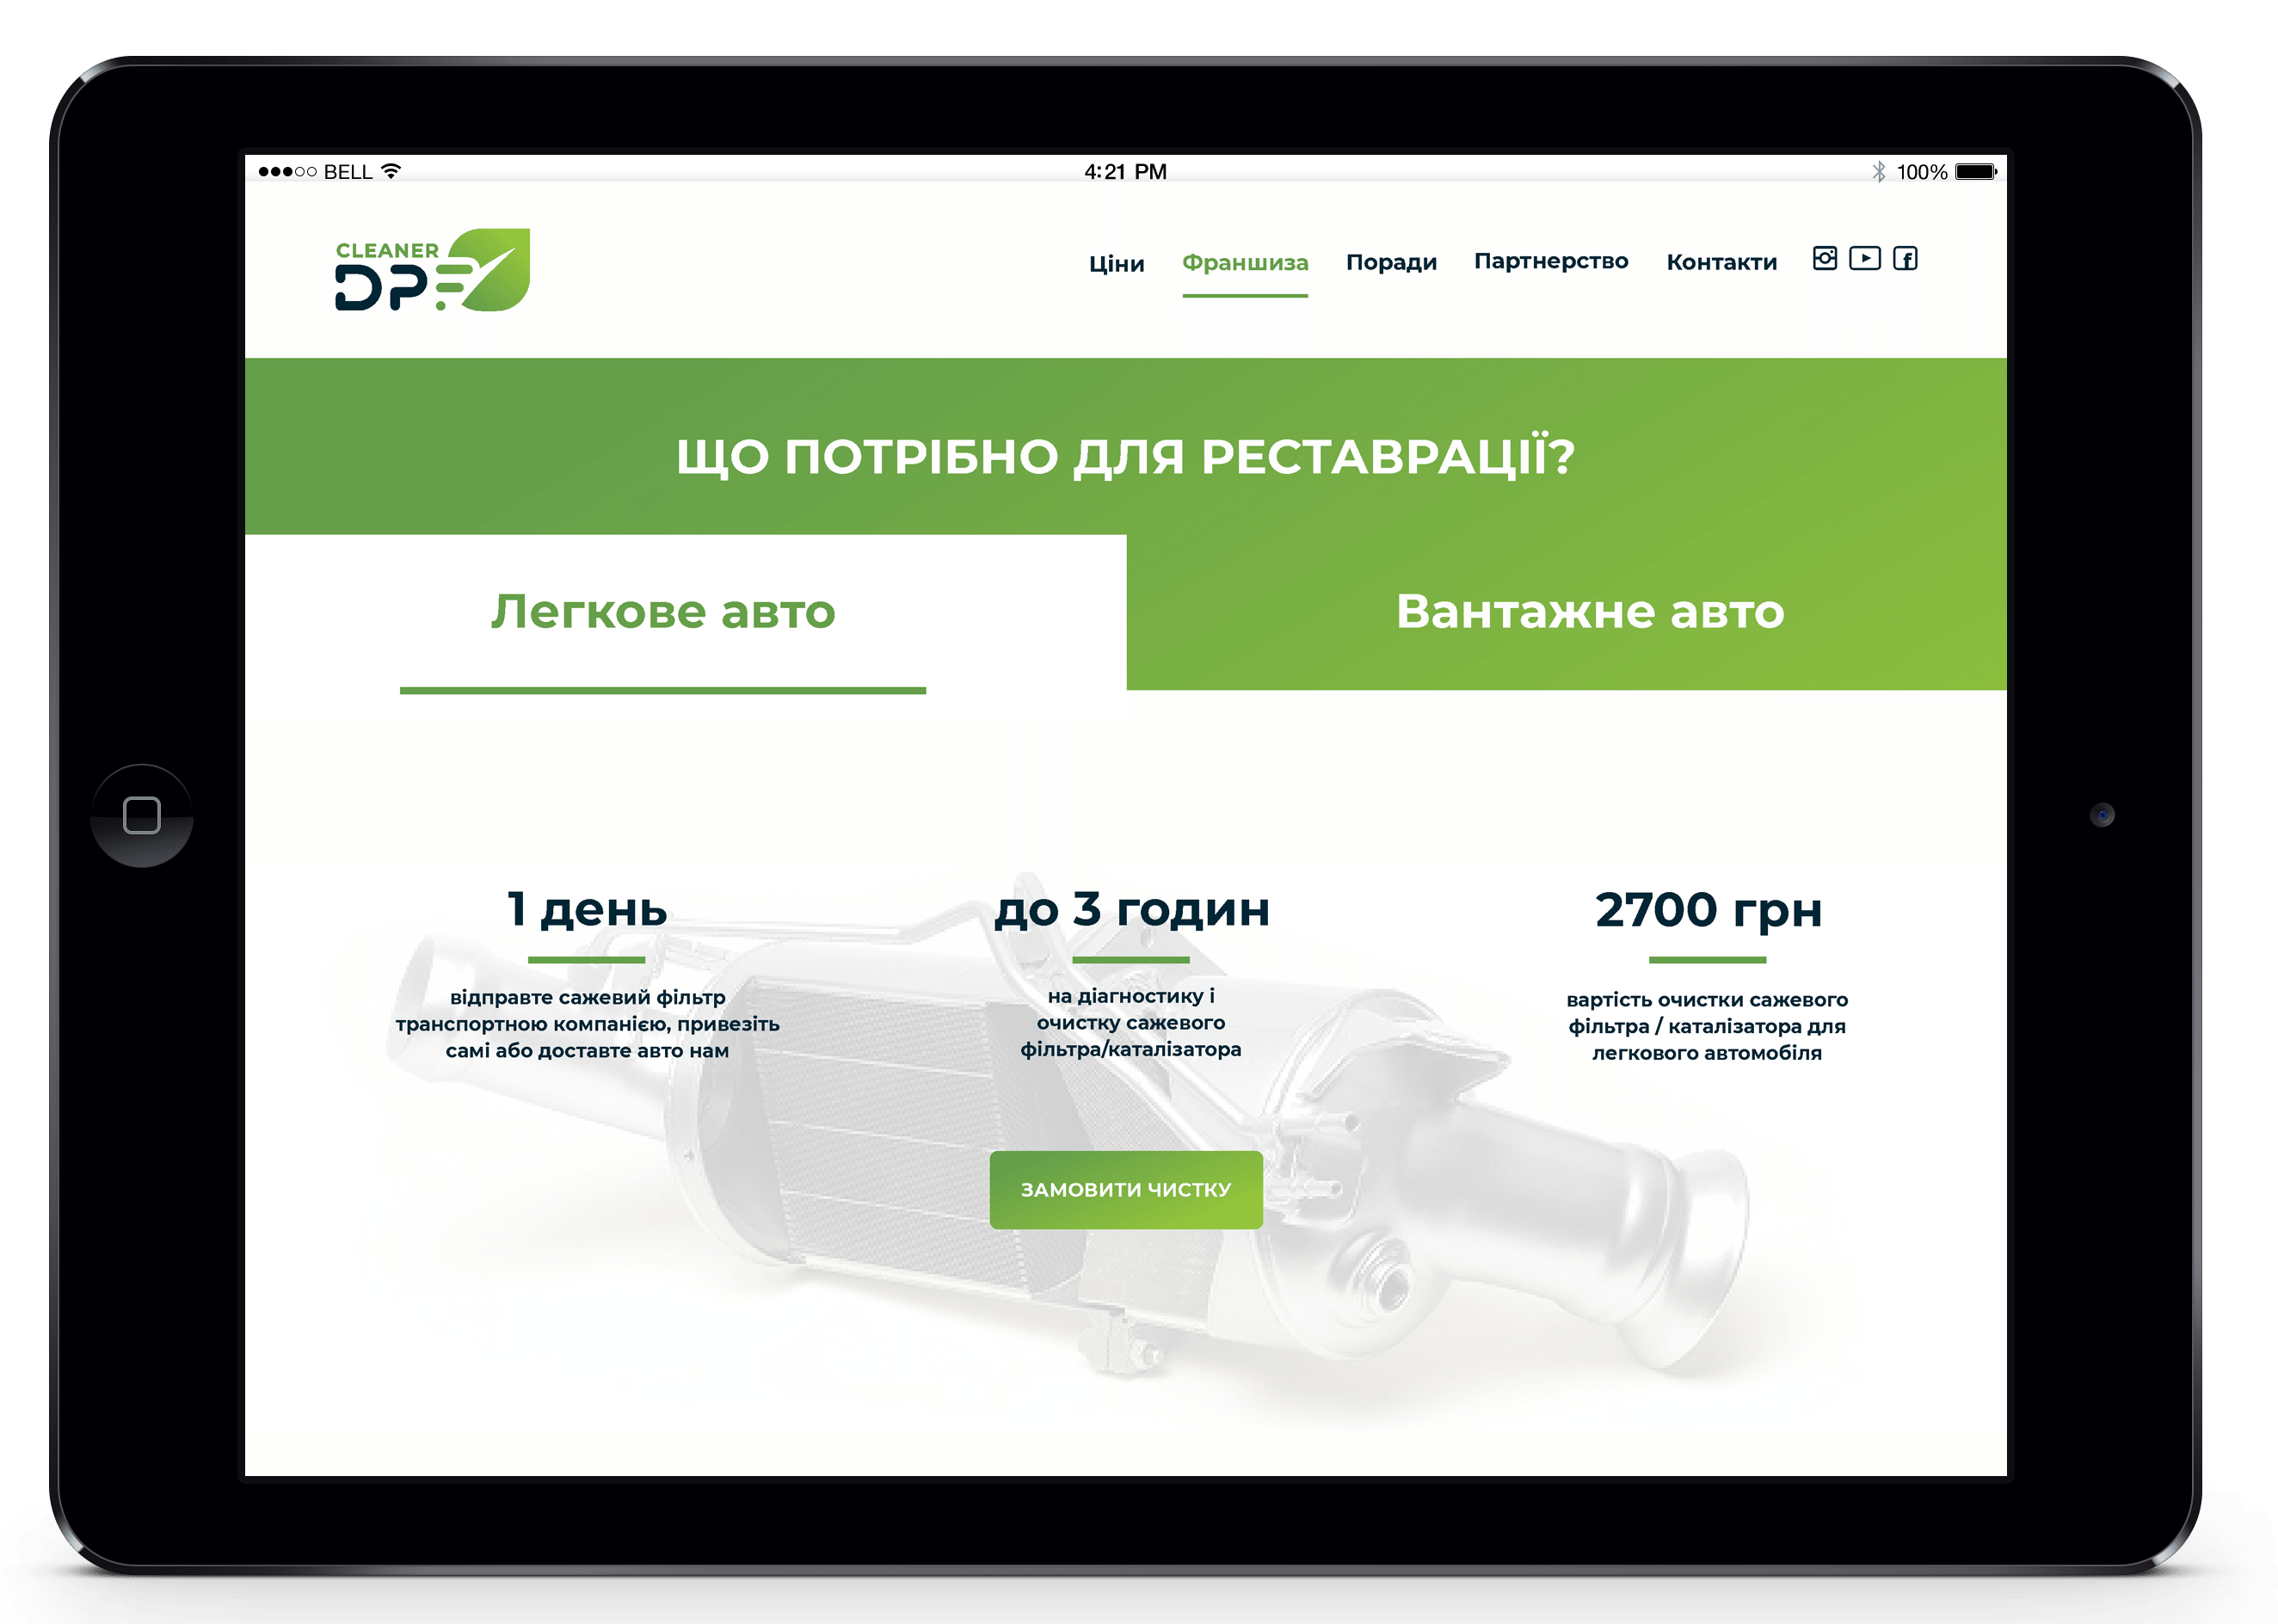 BELL 4:21 PM 100%
CLEANER
DPF
Ціни Франшиза Поради Партнерство Контакти
ЩО ПОТРІБНО ДЛЯ РЕСТАВРАЦІЇ?
Легкове авто Вантажне авто
1 день
відправте сажевий фільтр
транспортною компанією, привезіть
самі або доставте авто нам
до 3 годин
на діагностику і
очистку сажевого
фільтра/каталізатора
2700 грн
вартість очистки сажевого
фільтра / каталізатора для
легкового автомобіля
ЗАМОВИТИ ЧИСТКУ